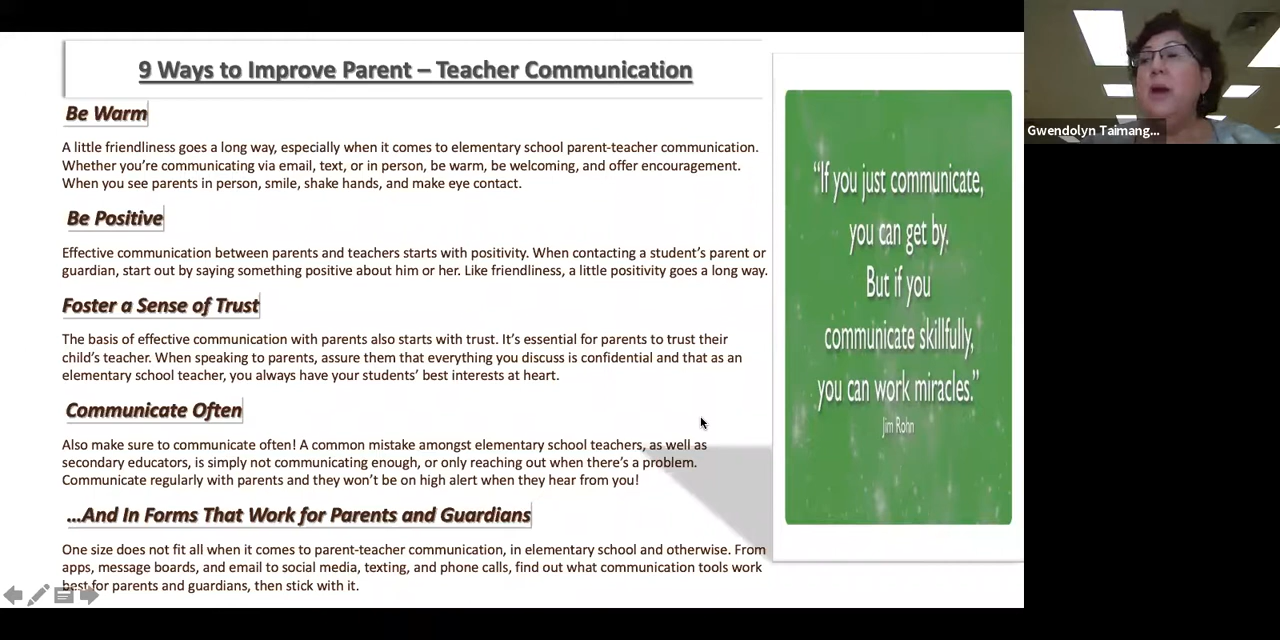 9 Ways to Improve Parent – Teacher Communication
Be Warm
A little friendliness goes a long way, especially when it comes to elementary school parent-teacher communication.
Whether you’re communicating via email, text, or in person, be warm, be welcoming, and offer encouragement.
When you see parents in person, smile, shake hands, and make eye contact.
Be Positive
Effective communication between parents and teachers starts with positivity. When contacting a student’s parent or
guardian, start out by saying something positive about him or her. Like friendliness, a little positivity goes a long way.
Foster a Sense of Trust
The basis of effective communication with parents also starts with trust. It’s essential for parents to trust their
child’s teacher. When speaking to parents, assure them that everything you discuss is confidential and that as an
elementary school teacher, you always have your students’ best interests at heart.
Communicate Often
Also make sure to communicate often! A common mistake amongst elementary school teachers, as well as
secondary educators, is simply not communicating enough, or only reaching out when there’s a problem.
Communicate regularly with parents and they won’t be on high alert when they hear from you!
...And In Forms That Work for Parents and Guardians
One size does not fit all when it comes to parent-teacher communication, in elementary school and otherwise. From
apps, message boards, and email to social media, texting, and phone calls, find out what communication tools work
best for parents and guardians, then stick with it.
“If you just communicate,
you can get by.
But if you
communicate skillfully,
you can work miracles.”
Jim Rohn
Gwendolyn Taimang...